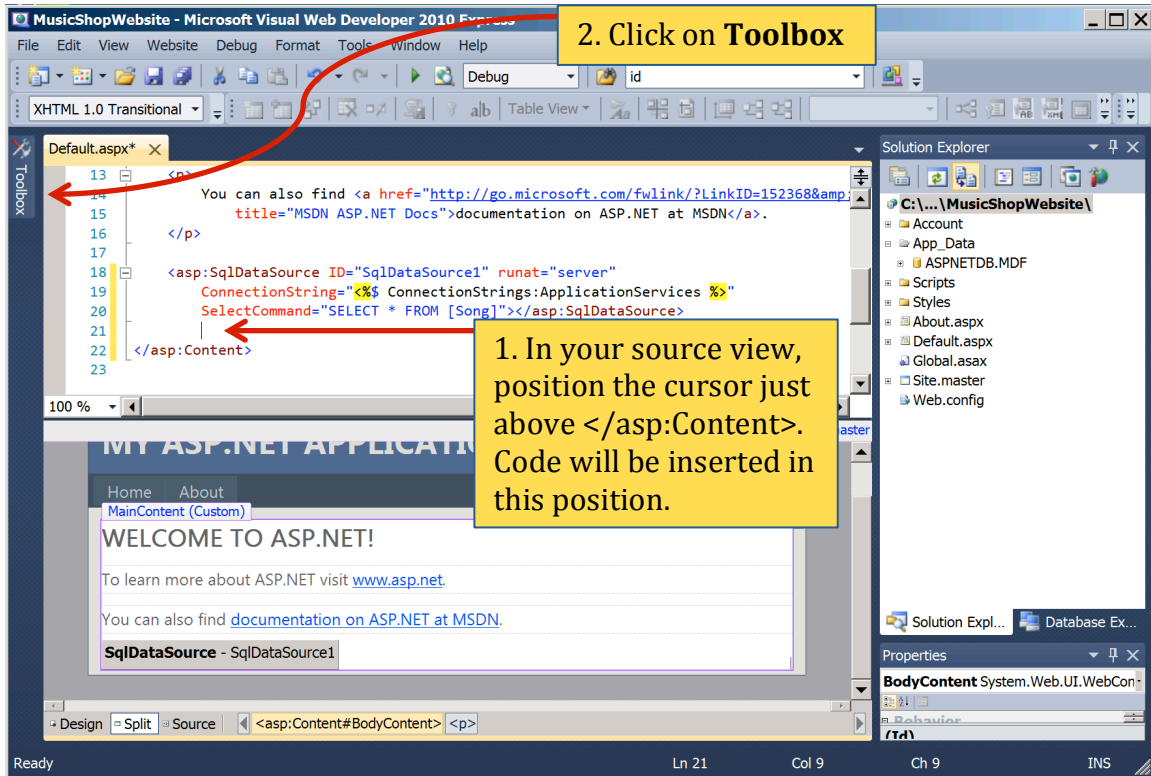 MusicShopWebsite - Microsoft Visual Web Developer 2010 Express
2. Click on Toolbox
File Edit View Website Debug Format Tools Window Help
Debug id
XHTML 1.0 Transitional Table View
Toolbox
Default.aspx*
13 <p>
14 You can also find <a href="http://go.microsoft.com/fwlink/?LinkID=152368&amp;
15 title="MSDN ASP.NET Docs">documentation on ASP.NET at MSDN</a>.
16 </p>
17
18 <asp:SqlDataSource ID="SqlDataSource1" runat="server"
19 ConnectionString="<%$ ConnectionStrings:ApplicationServices %>"
20 SelectCommand="SELECT * FROM [Song]"></asp:SqlDataSource>
21
22 </asp:Content>
23
100 %
1. In your source view,
position the cursor just
above </asp:Content>.
Code will be inserted in
this position.
MY ASP.NET APPLICATIO
Home About
MainContent (Custom)
WELCOME TO ASP.NET!
To learn more about ASP.NET visit www.asp.net.
You can also find documentation on ASP.NET at MSDN.
SqlDataSource - SqlDataSource1
Design Split Source <asp:Content#BodyContent> <p>
Solution Explorer
C:\...\MusicShopWebsite\
Account
App_Data
ASPNETDB.MDF
Scripts
Styles
About.aspx
Default.aspx
Global.asax
Site.master
Web.config
Solution Expl... Database Ex...
Properties
BodyContent System.Web.UI.WebCon
Behavior
(Id)
Ready Ln 21 Col 9 Ch 9 INS